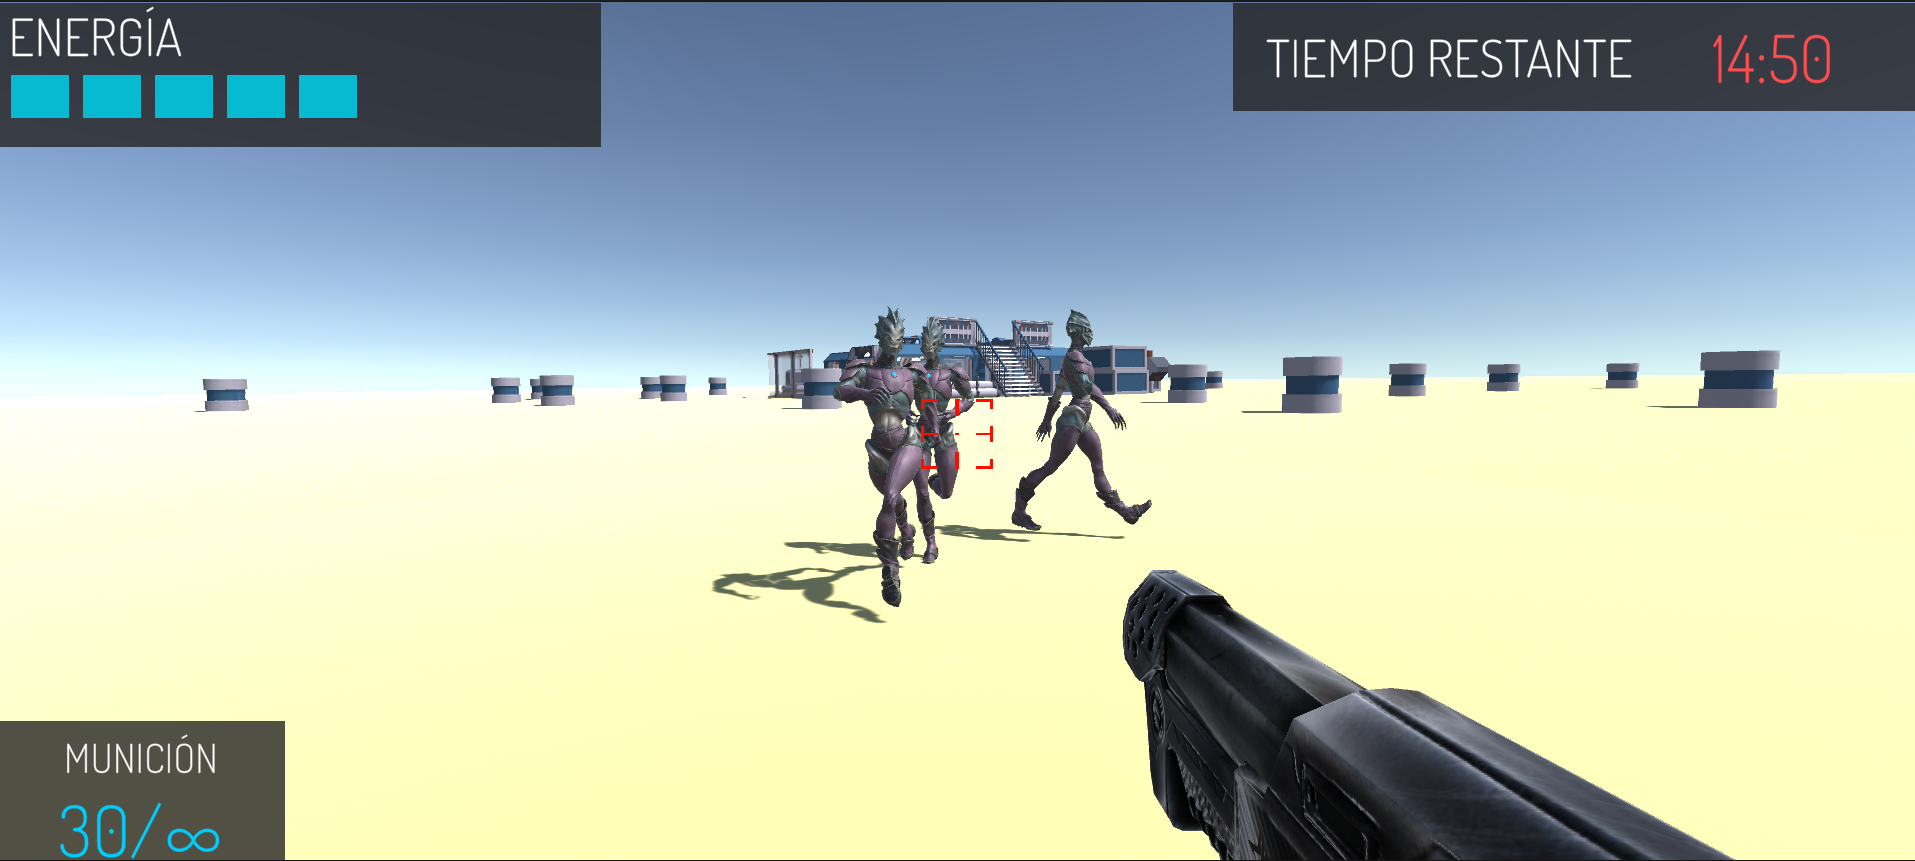 ENERGÍA
TIEMPO RESTANTE 14:50
MUNICIÓN
30/∞